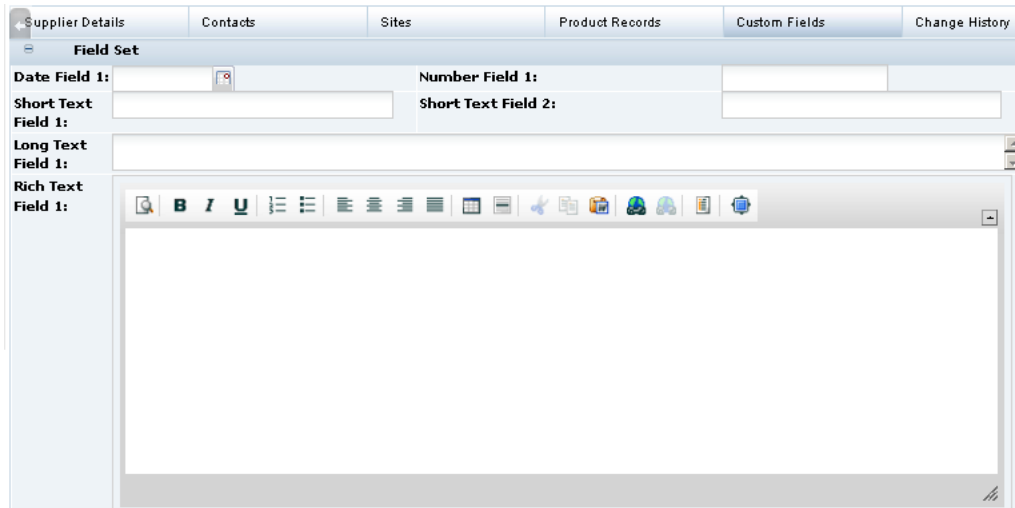 Supplier Details Contacts Sites Product Records Custom Fields Change History
Field Set
Date Field 1: Number Field 1:
Short Text Field 1: Short Text Field 2:
Long Text
Field 1:
Rich Text
Field 1:
B I U